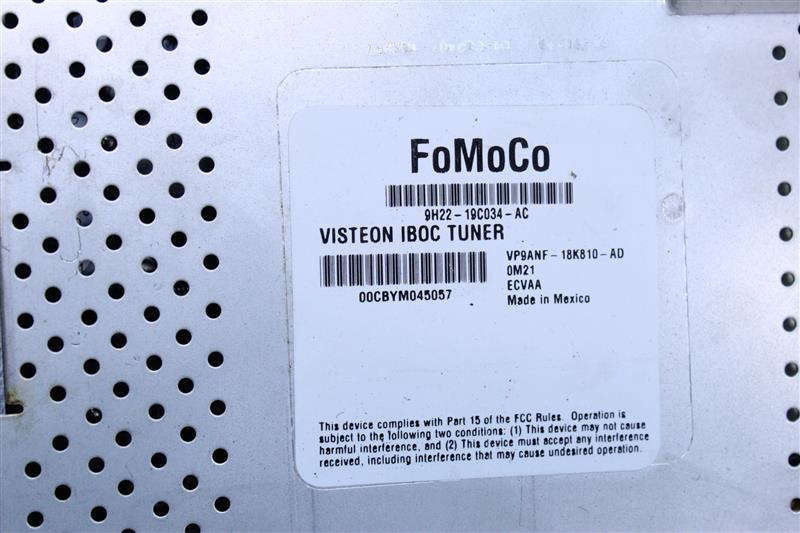 FoMoCo
9H22-19C034-AC
VISTEON IBOC TUNER
VP9ANF-18K810-AD
0M21
ECVAA
Made in Mexico
00CBYM045057
This device complies with Part 15 of the FCC Rules. Operation is
subject to the following two conditions: (1) This device may not cause
harmful interference, and (2) This device must accept any interference
received, including interference that may cause undesired operation.